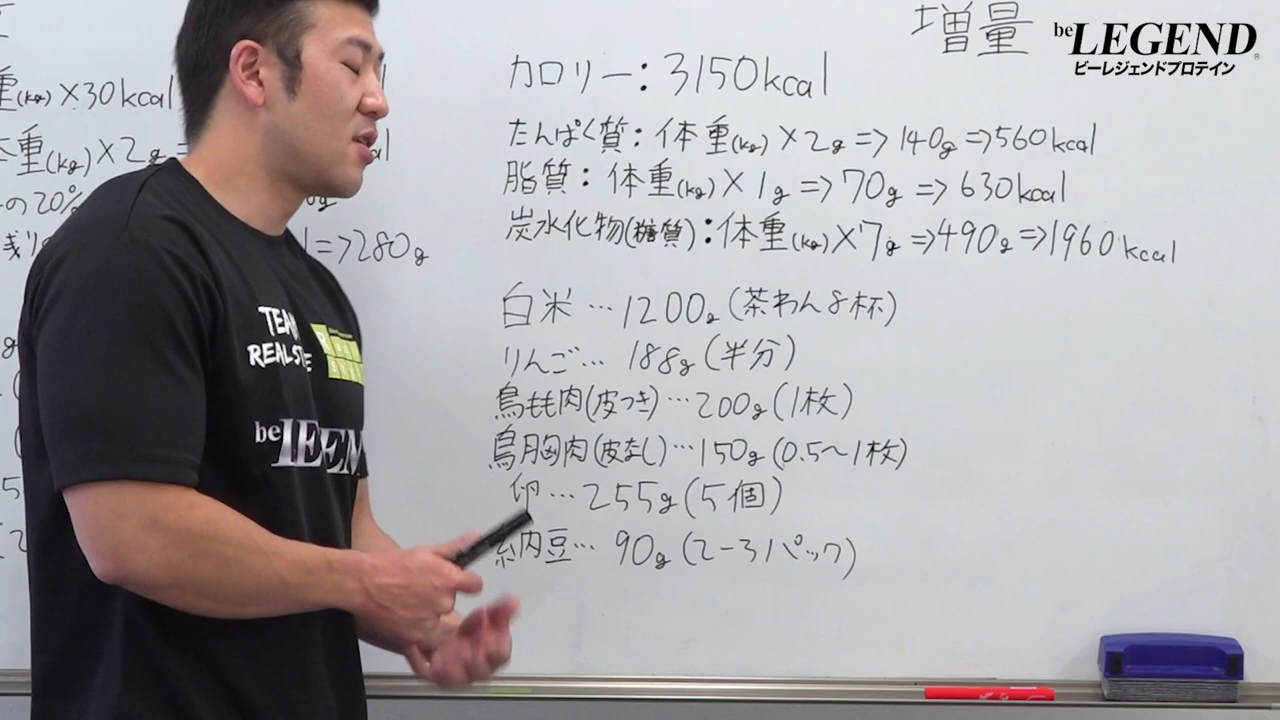 増量
beLEGEND
ビーレジェンドプロテイン
重(kg)×30kcal
体重(kg)×2g=
の20%
残り
=>280g
カロリー：3150kcal
たんぱく質：体重(kg)×2g=>140g=>560kcal
脂質：体重(kg)×1g=>70g=>630kcal
炭水化物(糖質)：体重(kg)×7g=>490g=>1960kcal
白米…1200g(茶わん8杯)
りんご…188g(半分)
鳥もも肉(皮つき)…200g(1枚)
鳥胸肉(皮なし)…150g(0.5〜1枚)
卵…255g(5個)
納豆…90g(2-3パック)
TEAM
REALSTYLE
be